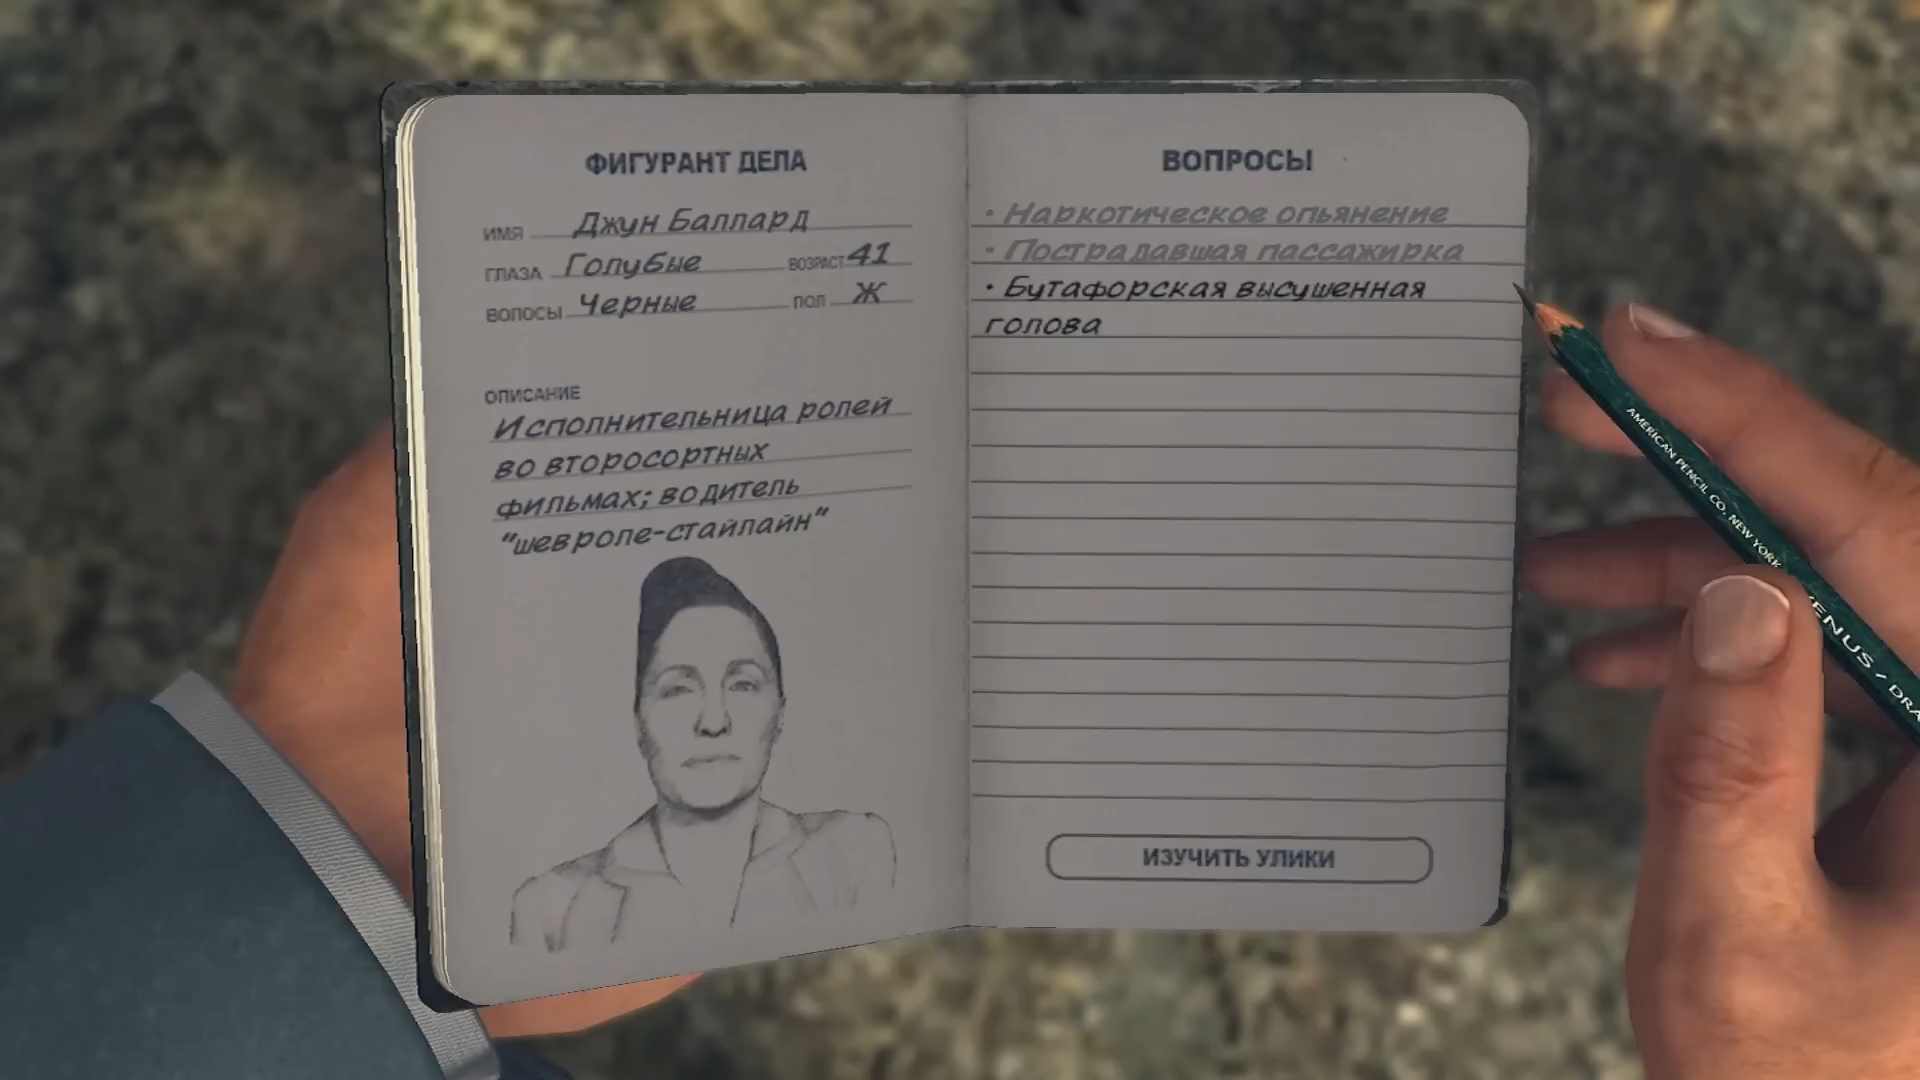 ФИГУРАНТ ДЕЛА
ИМЯ Джун Баллард
ГЛАЗА Голубые ВОЗРАСТ 41
ВОЛОСЫ Черные ПОЛ Ж
ОПИСАНИЕ
Исполнительница ролей
во второсортных
фильмах; водитель
"шевроле-стайлайн"
ВОПРОСЫ
• Наркотическое опьянение
• Пострадавшая пассажирка
• Бутафорская высушенная
голова
ИЗУЧИТЬ УЛИКИ
AMERICAN PENCIL CO. NEW YORK
VENUS / DRA